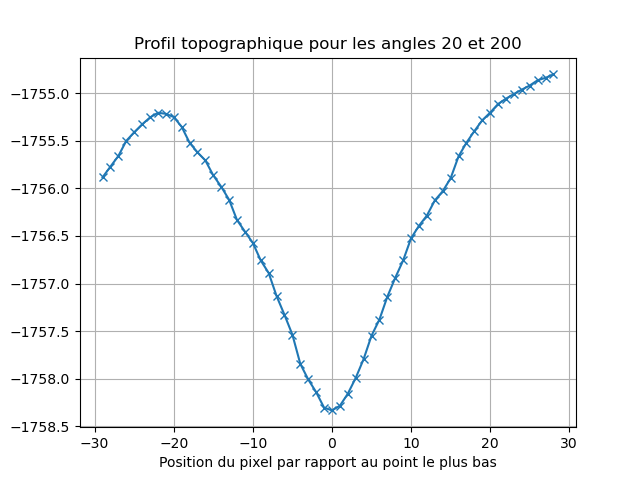 Profil topographique pour les angles 20 et 200
−1755.0
−1755.5
−1756.0
−1756.5
−1757.0
−1757.5
−1758.0
−1758.5
−30 −20 −10 0 10 20 30
Position du pixel par rapport au point le plus bas